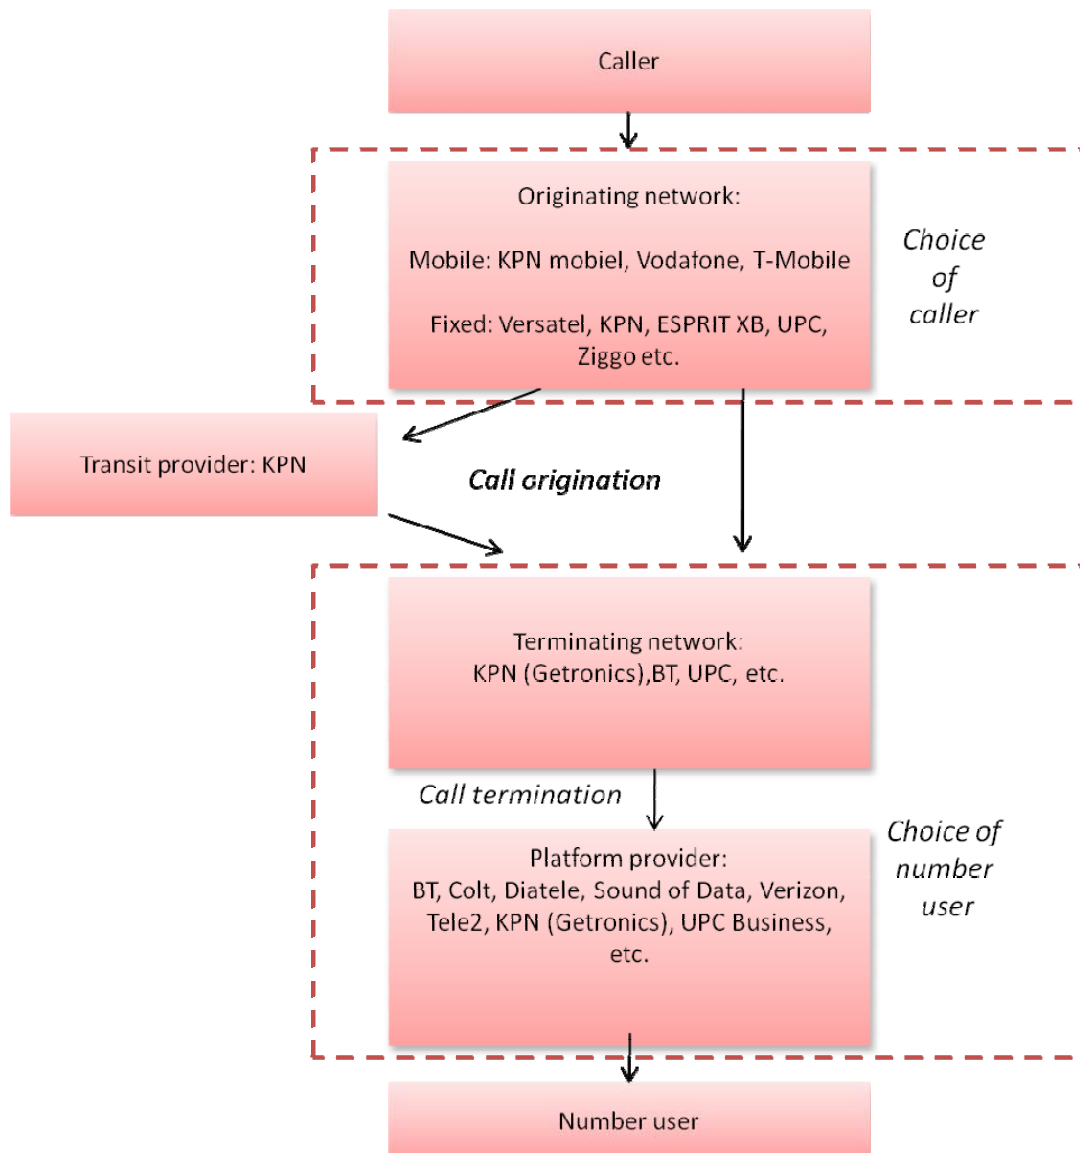 Caller
Originating network:
Mobile: KPN mobiel, Vodafone, T-Mobile
Fixed: Versatel, KPN, ESPRIT XB, UPC,
Ziggo etc.
Choice
of
caller
Transit provider: KPN
Call origination
Terminating network:
KPN (Getronics),BT, UPC, etc.
Call termination
Platform provider:
BT, Colt, Diatele, Sound of Data, Verizon,
Tele2, KPN (Getronics), UPC Business,
etc.
Choice of
number
user
Number user